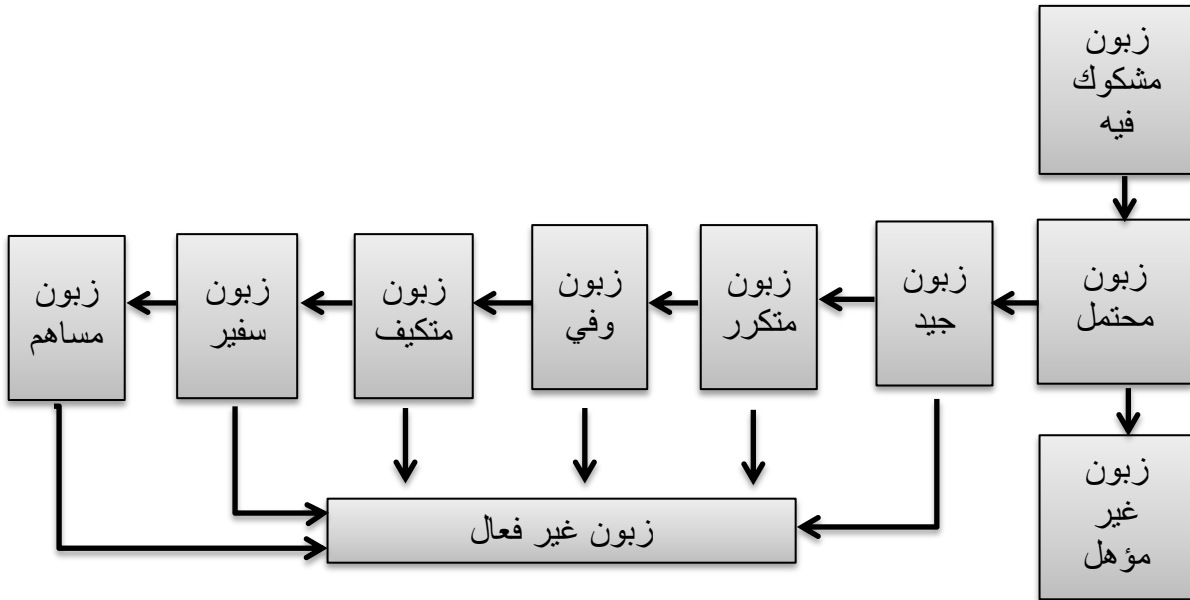 زبون
مشكوك
فيه
زبون
محتمل
زبون
جيد
زبون
متكرر
زبون
وفي
زبون
متكيف
زبون
سفير
زبون
مساهم
زبون
غير
مؤهل
زبون غير فعال